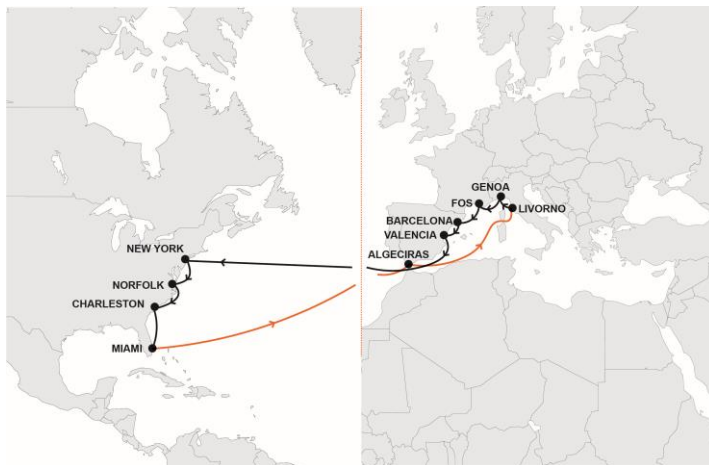 NEW YORK
NORFOLK
CHARLESTON
MIAMI
GENOA
FOS
LIVORNO
BARCELONA
VALENCIA
ALGECIRAS